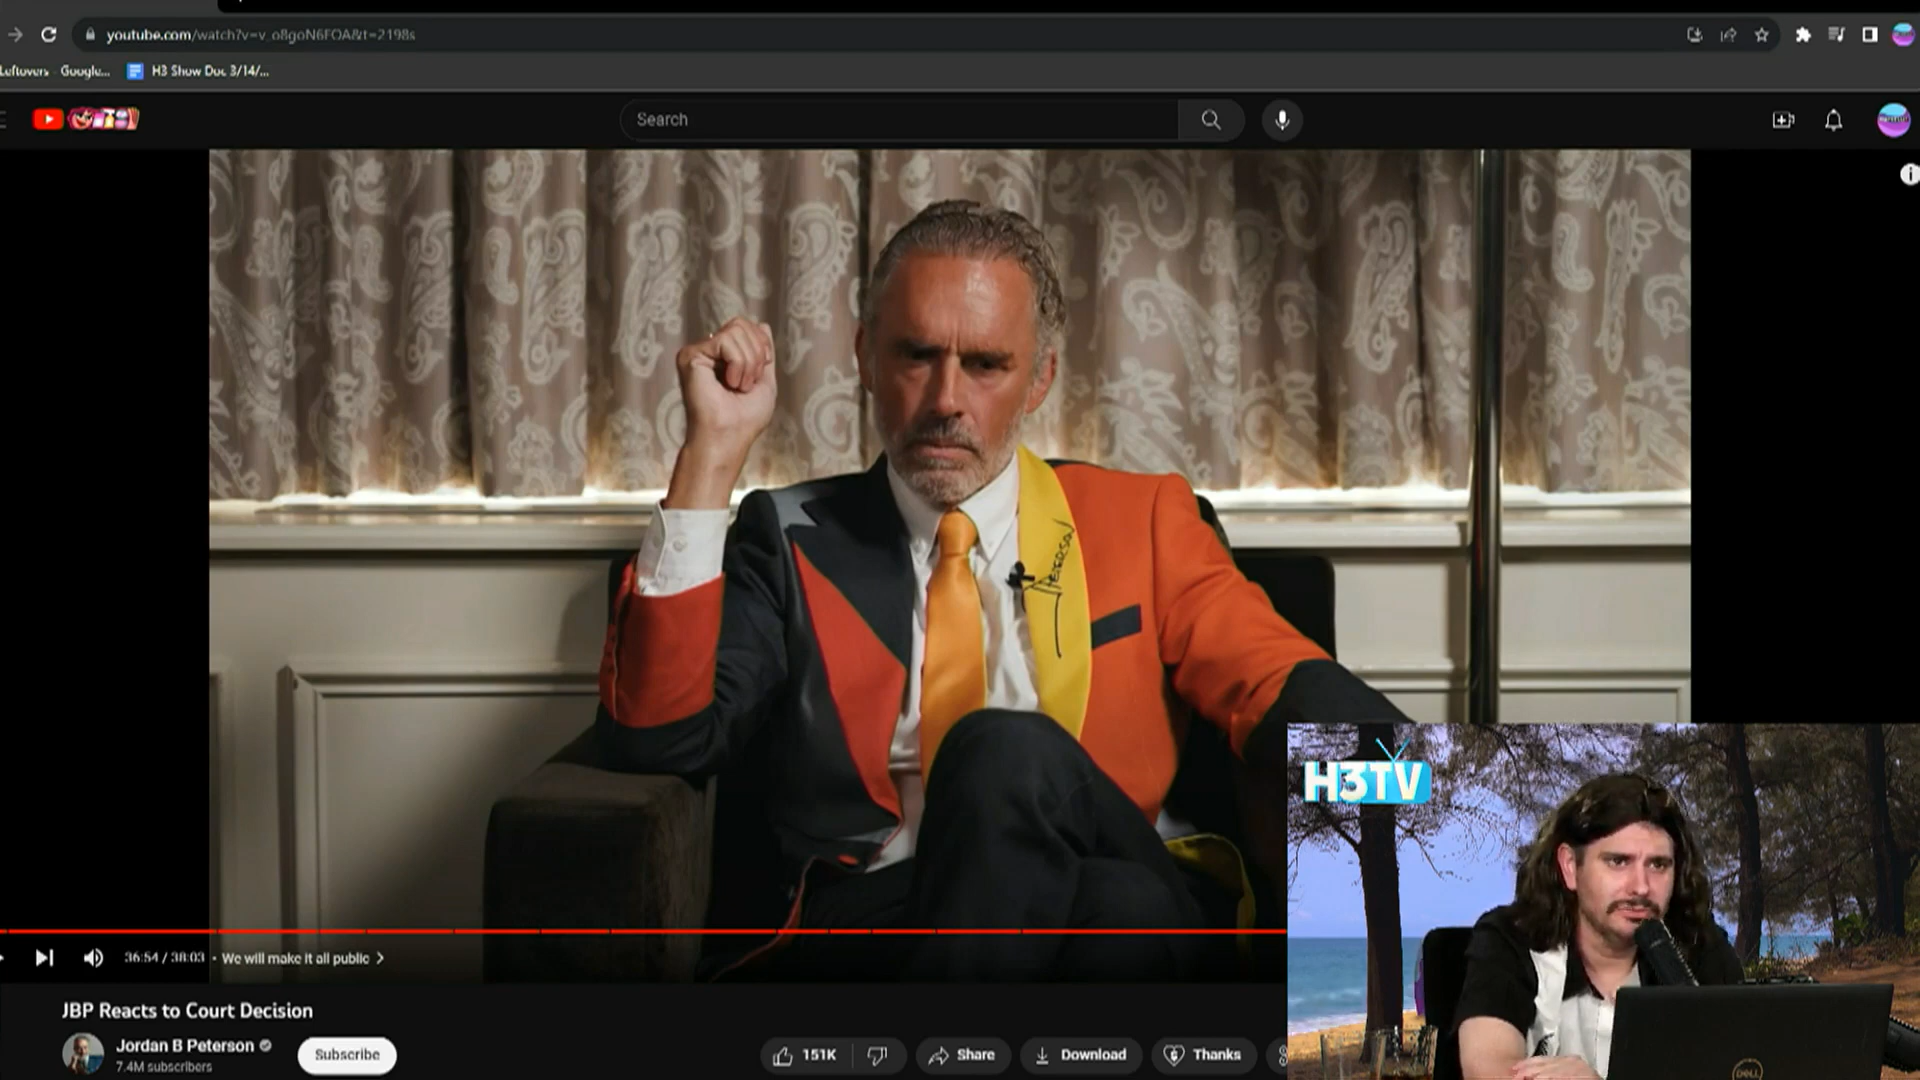 youtube.com/watch?v=v_o8goN6FOA&t=2198s
Leftovers - Google...
H3 Show Doc 3/14/...
Search
JPeterson
H3TV
36:54 / 38:03 • We will make it all public >
JBP Reacts to Court Decision
Jordan B Peterson
7.4M subscribers
Subscribe
151K
Share
Download
Thanks
DELL